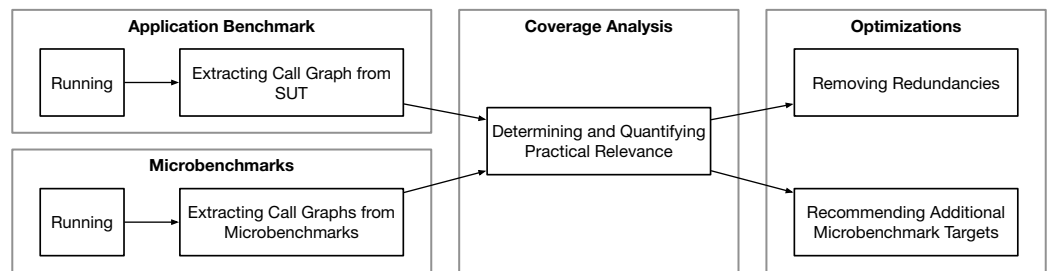 Application Benchmark
Running
Extracting Call Graph from
SUT
Microbenchmarks
Running
Extracting Call Graphs from
Microbenchmarks
Coverage Analysis
Determining and Quantifying
Practical Relevance
Optimizations
Removing Redundancies
Recommending Additional
Microbenchmark Targets